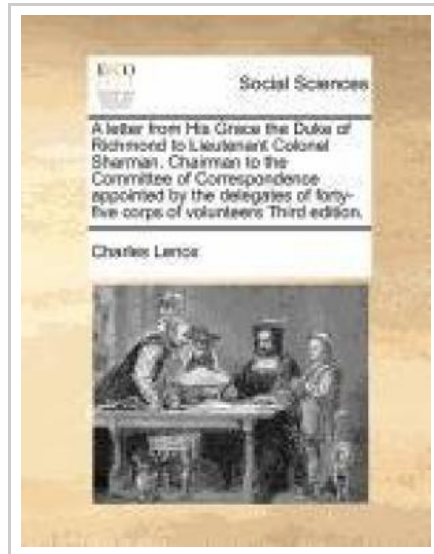 ECCO
Social Sciences
A letter from His Grace the Duke of
Richmond to Lieutenant Colonel
Sharman. Chairman to the
Committee of Correspondence
appointed by the delegates of forty-
five corps of volunteers Third edition.
Charles Lenox